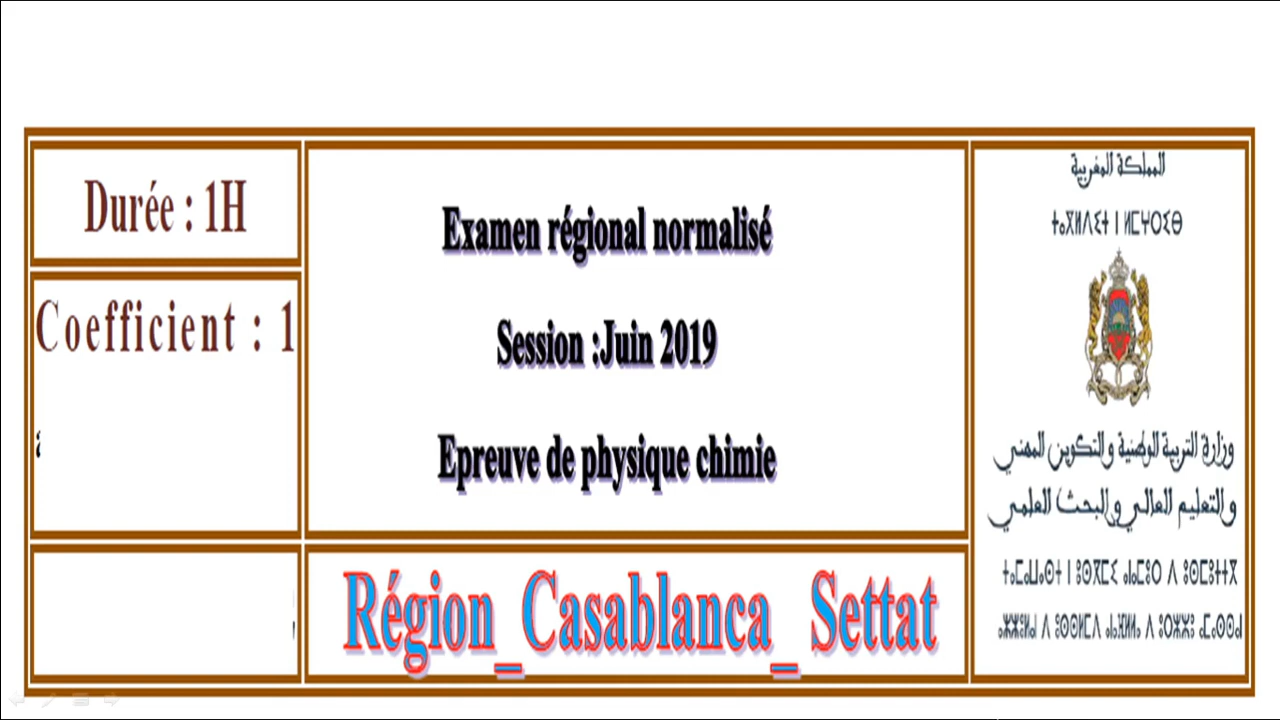 Durée : 1H
Coefficient : 1
Examen régional normalisé
Session :Juin 2019
Epreuve de physique chimie
Région_Casablanca_ Settat
المملكة المغربية
ⵜⴰⴳⵍⴷⵉⵜ ⵏ ⵍⵎⵖⵔⵉⴱ
وزارة التربية الوطنية والتكوين المهني
والتعليم العالي والبحث العلمي